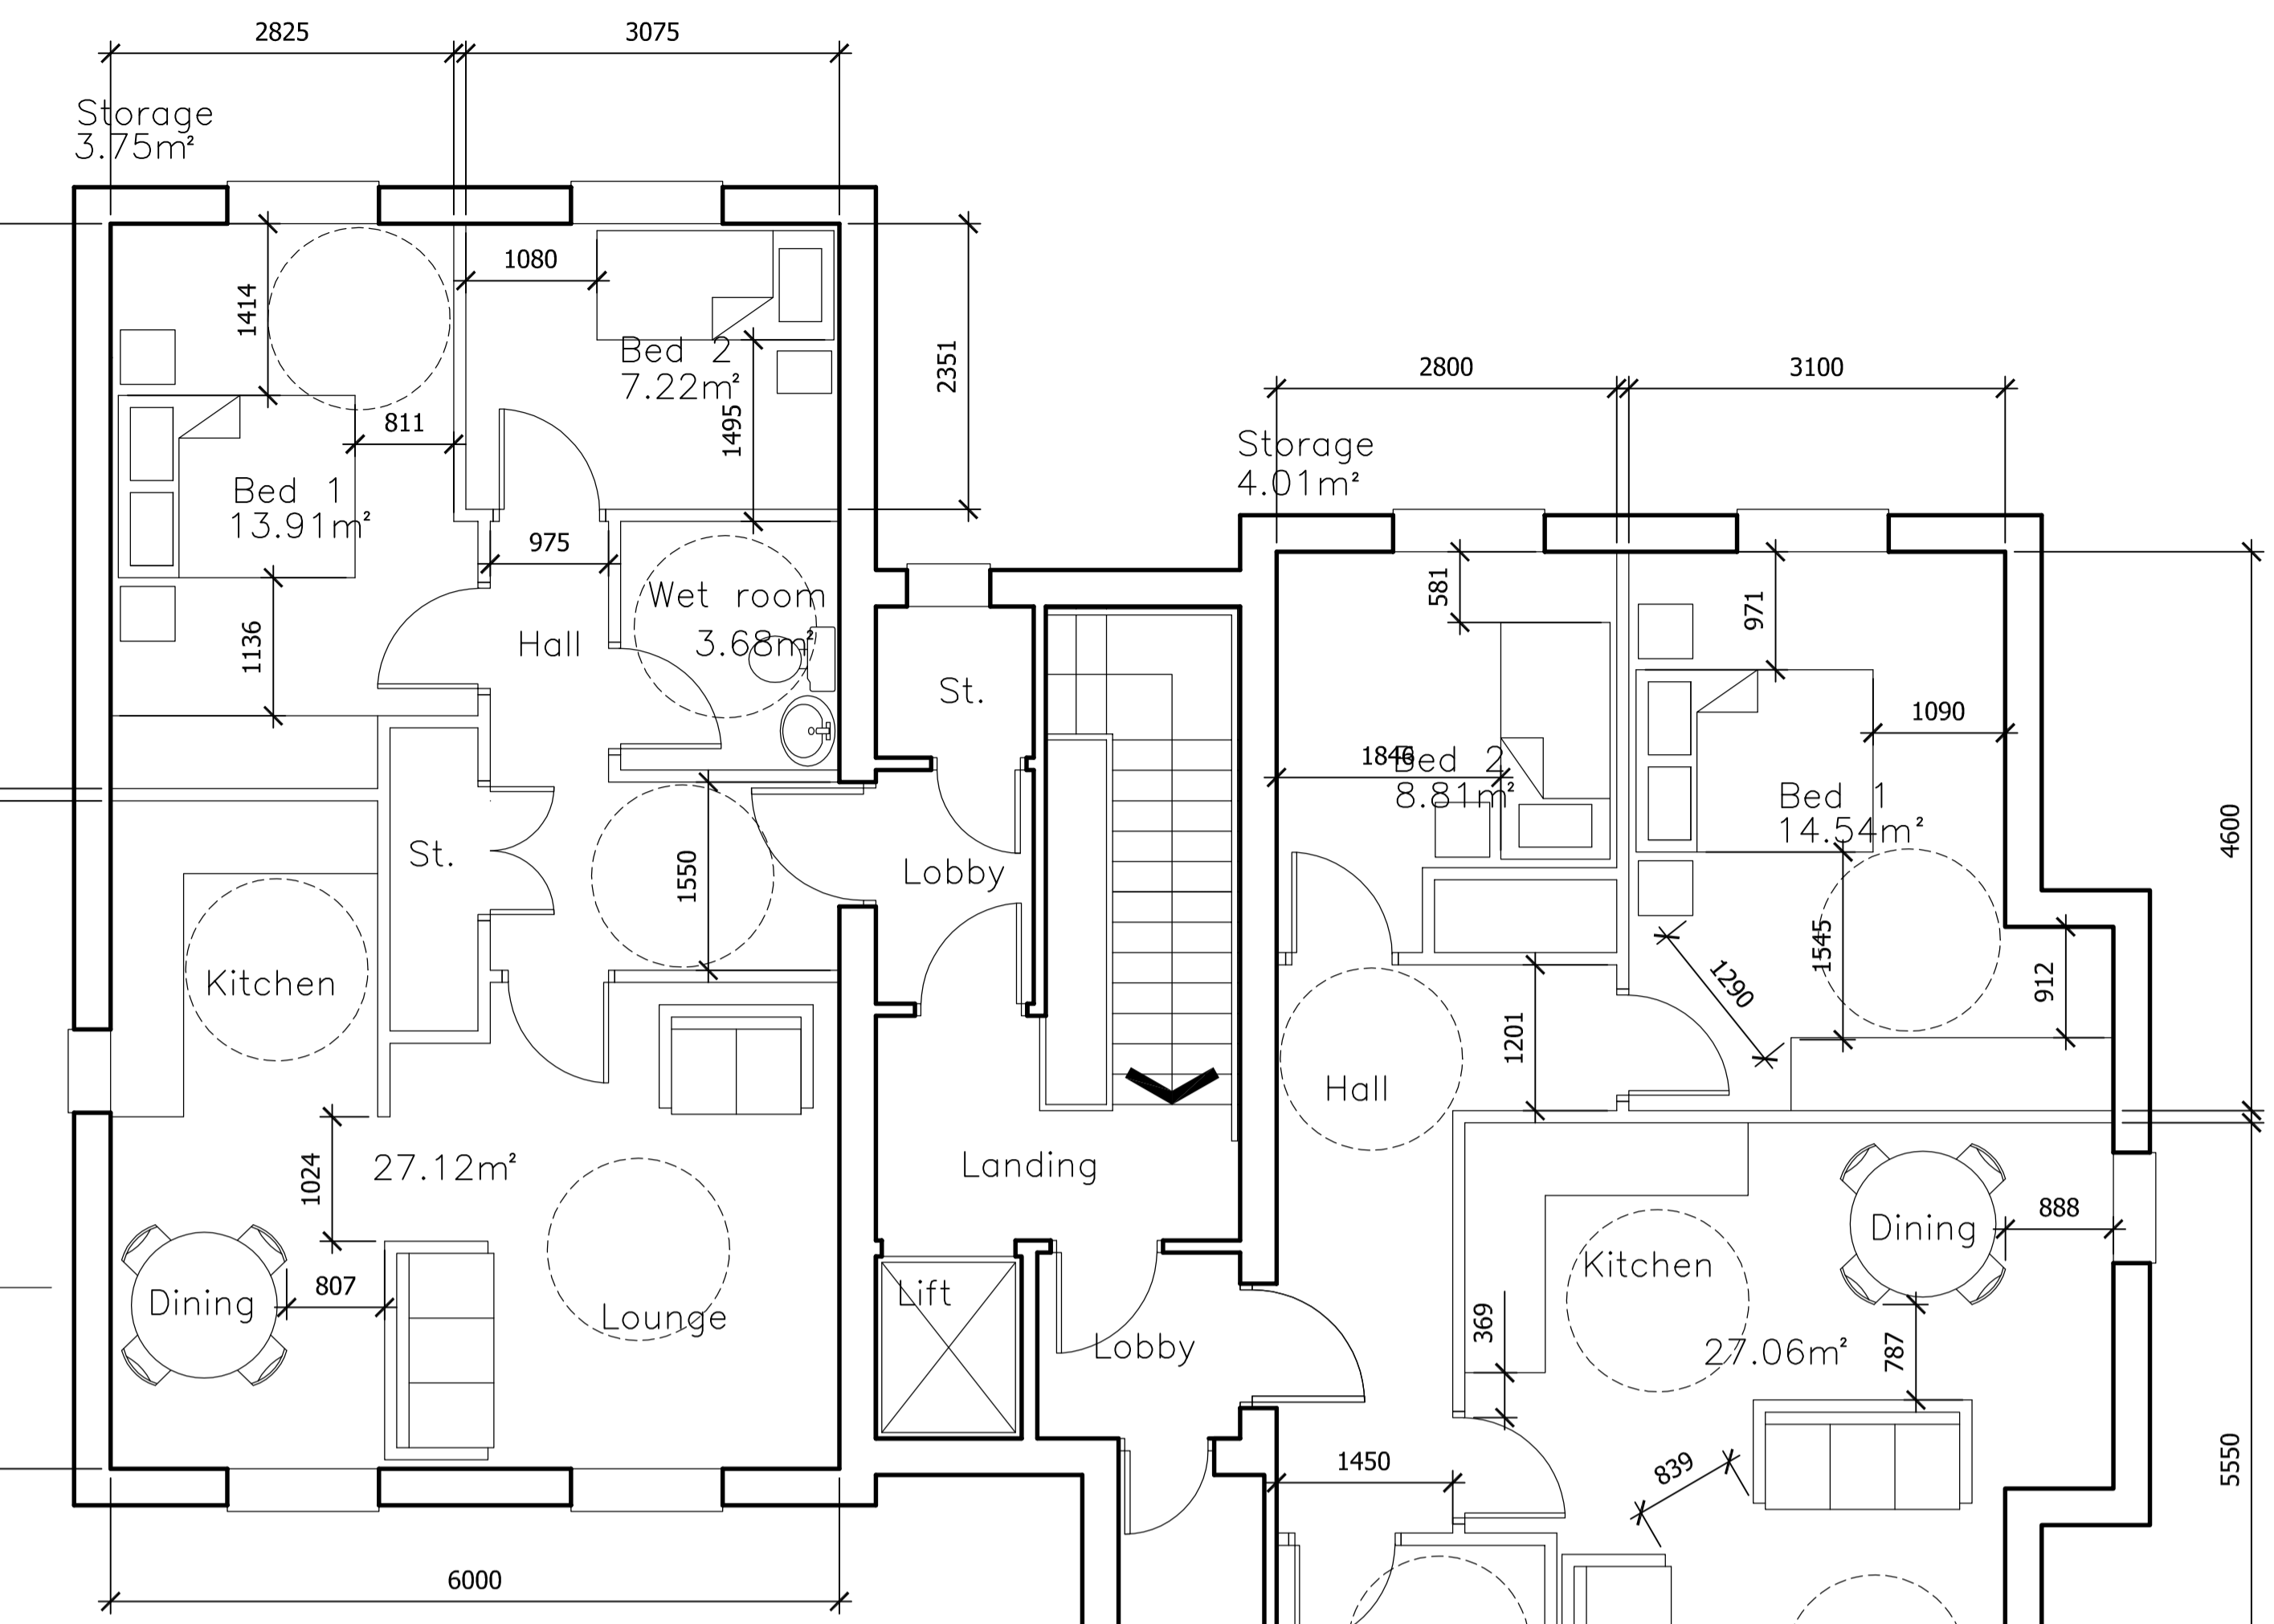 2825
3075
Storage
3.75m²
1080
1414
2351
Bed 2
7.22m²
1495
811
Bed 1
13.91m²
975
Wet room
3.68m²
Hall
1136
St.
St.
Kitchen
1550
Lobby
Landing
1024
27.12m²
Dining
807
Lounge
Lift
Lobby
6000
2800
3100
Storage
4.01m²
581
971
1090
1846
Bed 2
8.81m²
Bed 1
14.54m²
4600
1545
1290
912
1201
Hall
Dining
888
Kitchen
369
27.06m²
787
1450
839
5550